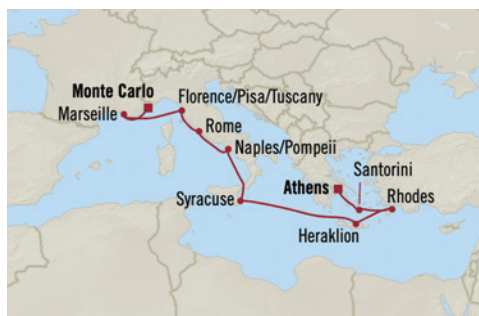 Monte Carlo
Marseille
Florence/Pisa/Tuscany
Rome
Naples/Pompeii
Santorini
Athens
Rhodes
Syracuse
Heraklion